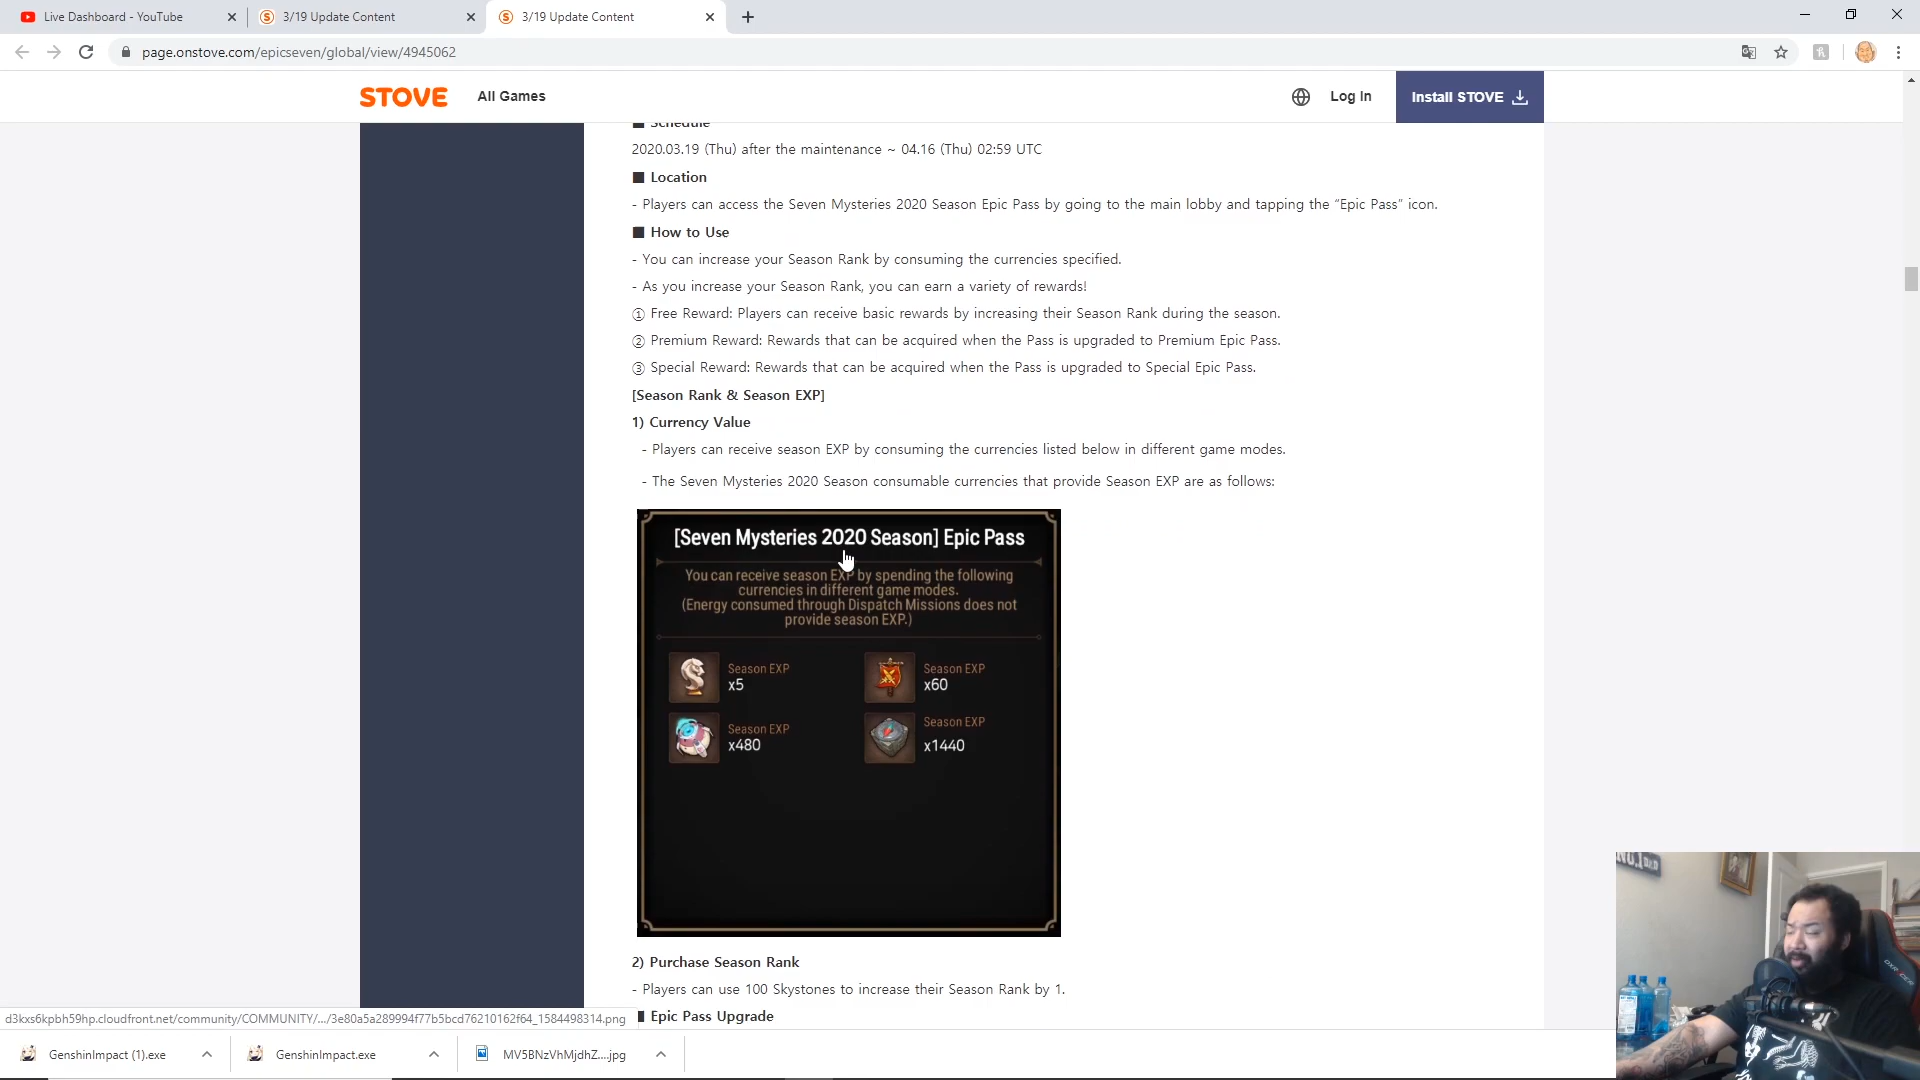 Live Dashboard - YouTube
3/19 Update Content
3/19 Update Content
page.onstove.com/epicseven/global/view/4945062
STOVE
All Games
Log In
Install STOVE
■ Schedule
2020.03.19 (Thu) after the maintenance ~ 04.16 (Thu) 02:59 UTC
■ Location
- Players can access the Seven Mysteries 2020 Season Epic Pass by going to the main lobby and tapping the “Epic Pass” icon.
■ How to Use
- You can increase your Season Rank by consuming the currencies specified.
- As you increase your Season Rank, you can earn a variety of rewards!
① Free Reward: Players can receive basic rewards by increasing their Season Rank during the season.
② Premium Reward: Rewards that can be acquired when the Pass is upgraded to Premium Epic Pass.
③ Special Reward: Rewards that can be acquired when the Pass is upgraded to Special Epic Pass.
[Season Rank & Season EXP]
1) Currency Value
- Players can receive season EXP by consuming the currencies listed below in different game modes.
- The Seven Mysteries 2020 Season consumable currencies that provide Season EXP are as follows:
[Seven Mysteries 2020 Season] Epic Pass
You can receive season EXP by spending the following
currencies in different game modes.
(Energy consumed through Dispatch Missions does not
provide season EXP.)
Season EXP
x5
Season EXP
x60
Season EXP
x480
Season EXP
x1440
2) Purchase Season Rank
- Players can use 100 Skystones to increase their Season Rank by 1.
■ Epic Pass Upgrade
d3kxs6kpbh59hp.cloudfront.net/community/COMMUNITY/.../3e80a5a289994f77b5bcd76210162f64_1584498314.png
GenshinImpact (1).exe
GenshinImpact.exe
MV5BNzVhMjdhZ....jpg